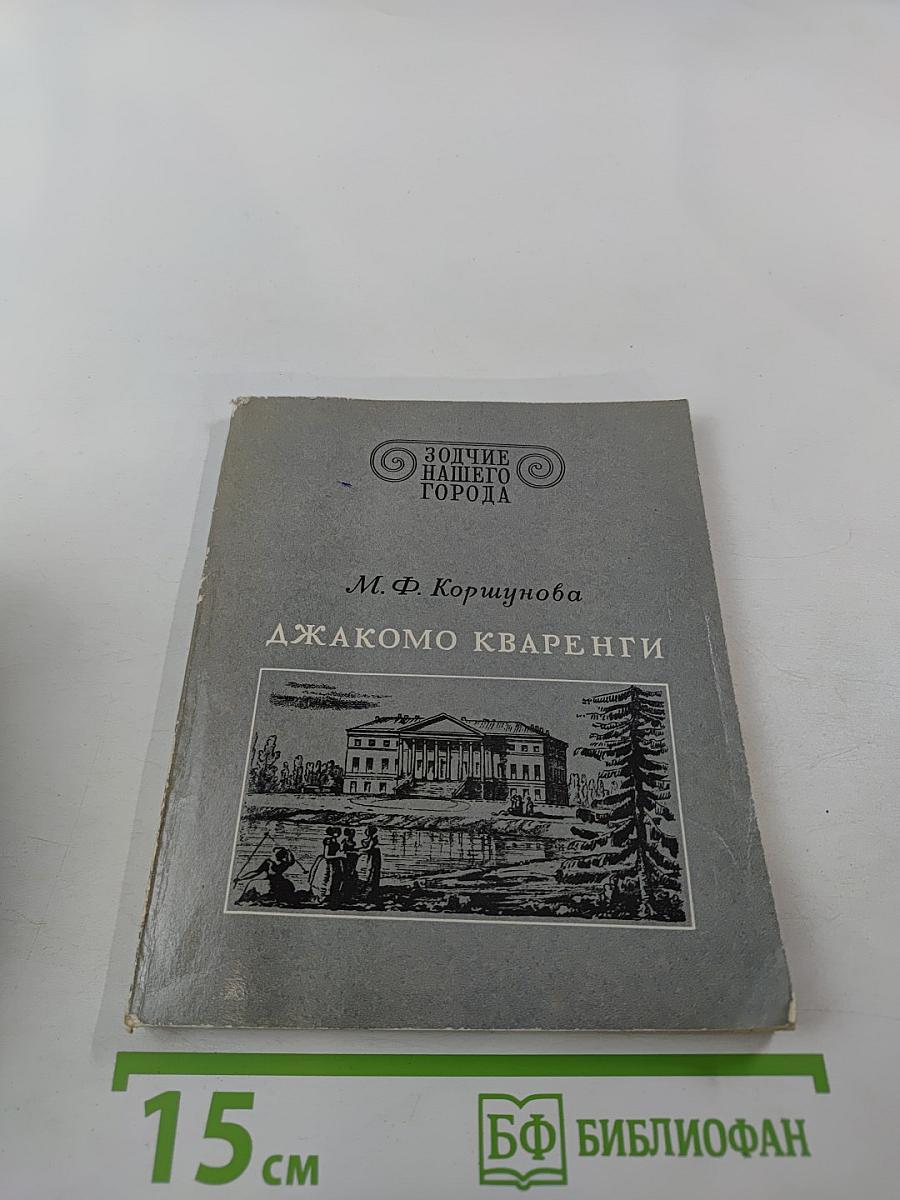 ЗОДЧИЕ
НАШЕГО
ГОРОДА
М. Ф. Коршунова
ДЖАКОМО КВАРЕНГИ
15 см
БФ БИБЛИОФАН